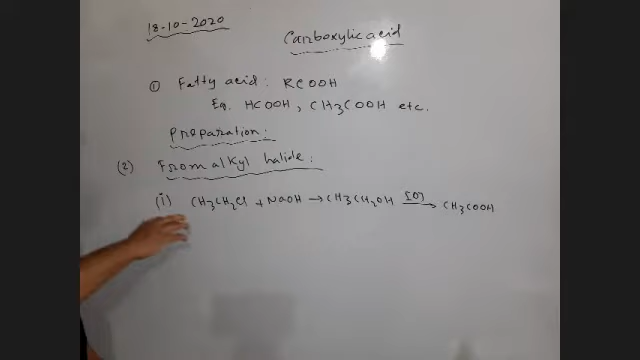 18-10-2020
Carboxylic acid
① Fatty acid: RCOOH
Eg. HCOOH, CH3COOH etc.
Preparation:
(2) From alkyl halide:
(i) CH3CH2Cl + NaOH → CH3CH2OH [O] → CH3COOH